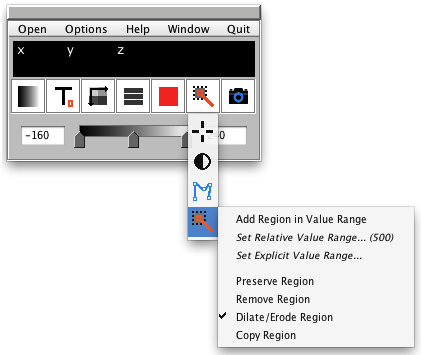 Open Options Help Window Quit
x y z
T
-160 40
Add Region in Value Range
Set Relative Value Range... (500)
Set Explicit Value Range...
Preserve Region
Remove Region
Dilate/Erode Region
Copy Region